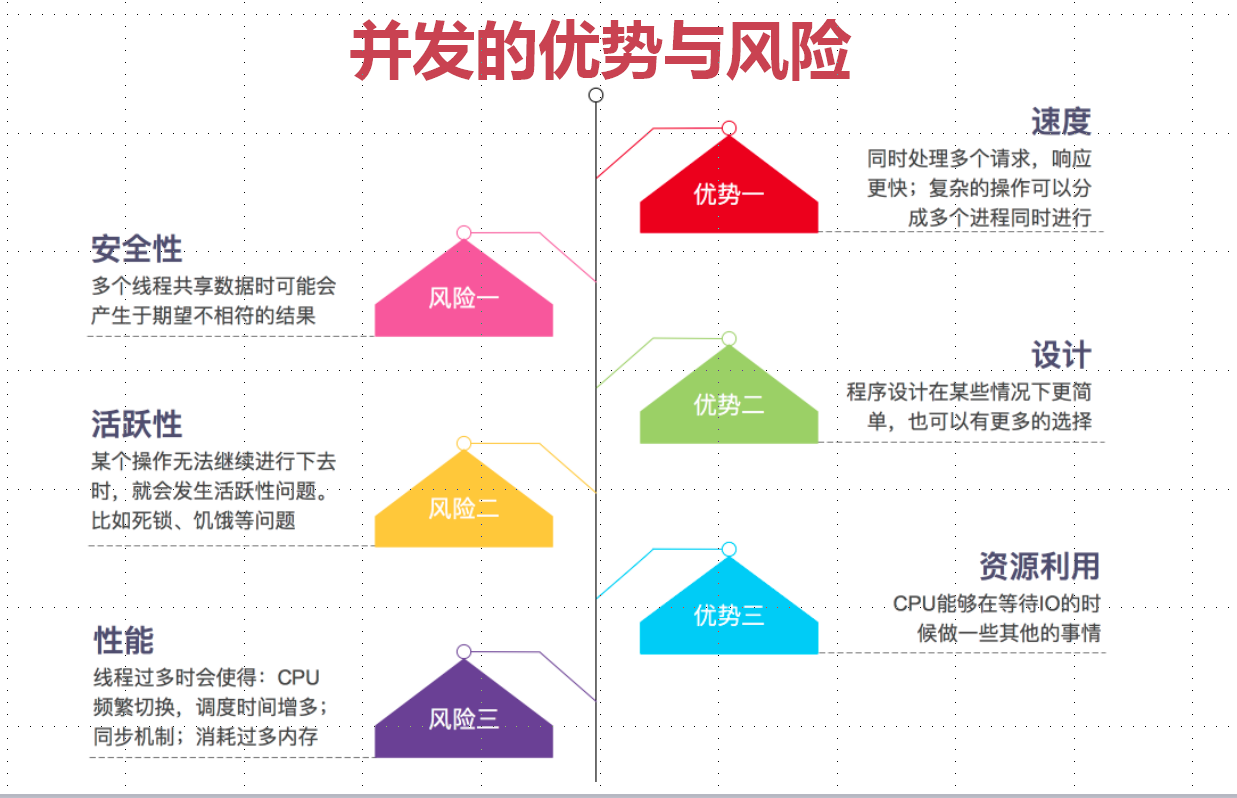 并发的优势与风险
速度
同时处理多个请求，响应
更快；复杂的操作可以分
成多个进程同时进行
优势一
安全性
多个线程共享数据时可能会
产生于期望不相符的结果
风险一
设计
程序设计在某些情况下更简
单，也可以有更多的选择
优势二
活跃性
某个操作无法继续进行下去
时，就会发生活跃性问题。
比如死锁、饥饿等问题
风险二
资源利用
CPU能够在等待IO的时
候做一些其他的事情
优势三
性能
线程过多时会使得：CPU
频繁切换，调度时间增多；
同步机制；消耗过多内存
风险三